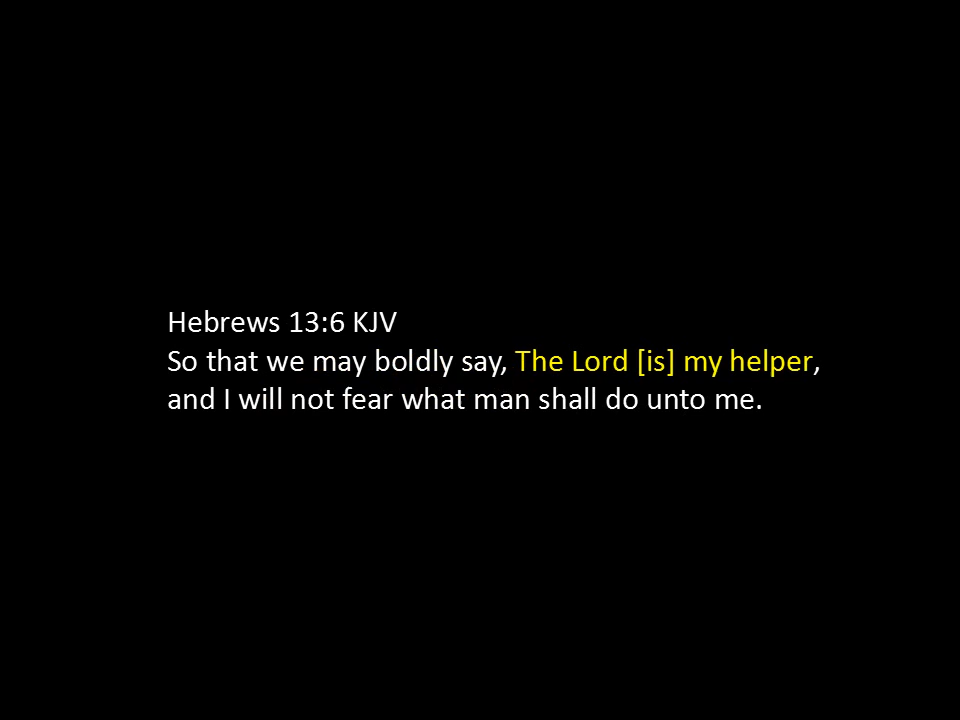 Hebrews 13:6 KJV
So that we may boldly say, The Lord [is] my helper,
and I will not fear what man shall do unto me.